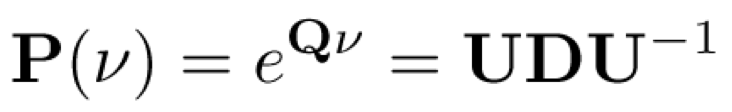 𝐏(ν) = e^{𝐐ν} = 𝐔𝐃𝐔^{−1}